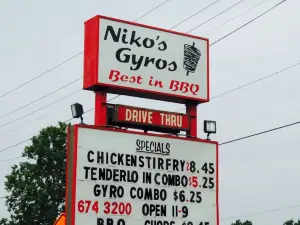 Niko's
Gyros
Best in BBQ
DRIVE THRU
SPECIALS
CHICKENSTIRFRY $8.45
TENDERLO IN COMBO $5.25
GYRO COMBO $6.25
674 3200 OPEN 11-9